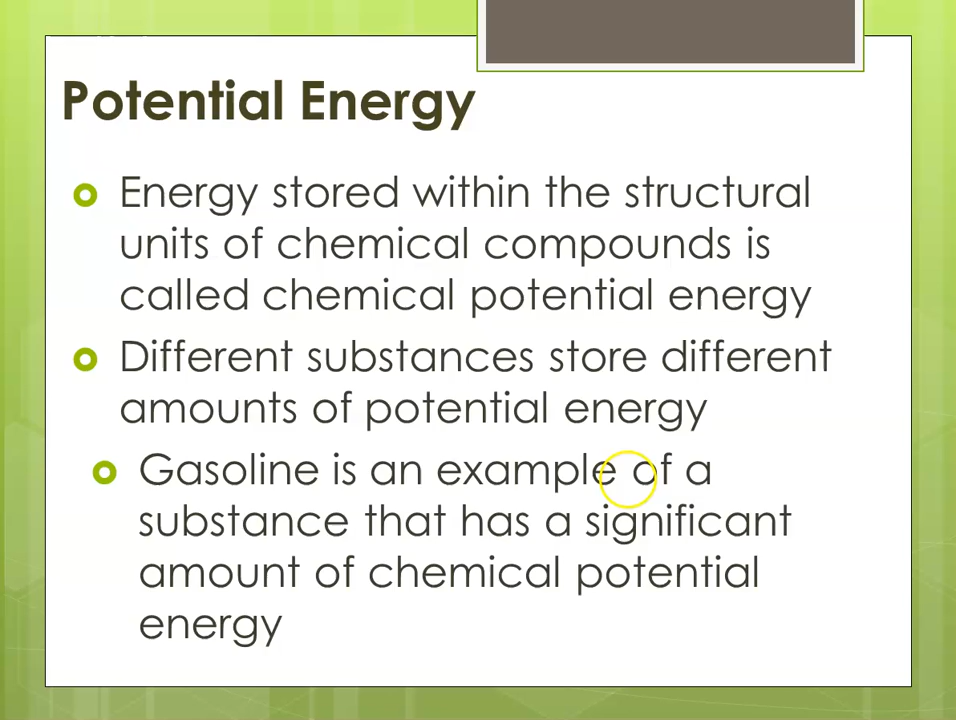 Potential Energy
Energy stored within the structural
units of chemical compounds is
called chemical potential energy
Different substances store different
amounts of potential energy
Gasoline is an example of a
substance that has a significant
amount of chemical potential
energy